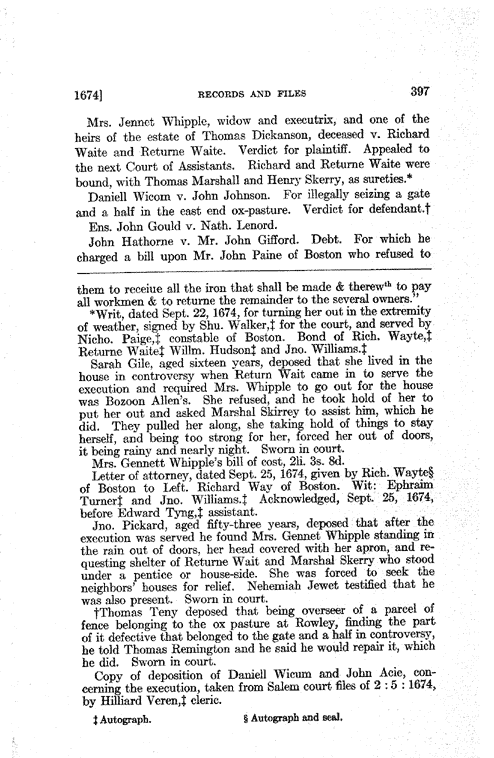 1674] RECORDS AND FILES 397
Mrs. Jennet Whipple, widow and executrix, and one of the
heirs of the estate of Thomas Dickanson, deceased v. Richard
Waite and Returne Waite. Verdict for plaintiff. Appealed to
the next Court of Assistants. Richard and Returne Waite were
bound, with Thomas Marshall and Henry Skerry, as sureties.*
Daniell Wicom v. John Johnson. For illegally seizing a gate
and a half in the east end ox-pasture. Verdict for defendant.†
Ens. John Gould v. Nath. Lenord.
John Hathorne v. Mr. John Gifford. Debt. For which he
charged a bill upon Mr. John Paine of Boston who refused to
them to receiue all the iron that shall be made & therewth to pay
all workmen & to returne the remainder to the several owners."
*Writ, dated Sept. 22, 1674, for turning her out in the extremity
of weather, signed by Shu. Walker,‡ for the court, and served by
Nicho. Paige,‡ constable of Boston. Bond of Rich. Wayte,‡
Returne Waite‡ Willm. Hudson‡ and Jno. Williams.‡
Sarah Gile, aged sixteen years, deposed that she lived in the
house in controversy when Return Wait came in to serve the
execution and required Mrs. Whipple to go out for the house
was Bozoon Allen's. She refused, and he took hold of her to
put her out and asked Marshal Skirrey to assist him, which he
did. They pulled her along, she taking hold of things to stay
herself, and being too strong for her, forced her out of doors,
it being rainy and nearly night. Sworn in court.
Mrs. Gennett Whipple's bill of cost, 2li. 3s. 8d.
Letter of attorney, dated Sept. 25, 1674, given by Rich. Wayte§
of Boston to Left. Richard Way of Boston. Wit: Ephraim
Turner‡ and Jno. Williams.‡ Acknowledged, Sept. 25, 1674,
before Edward Tyng,‡ assistant.
Jno. Pickard, aged fifty-three years, deposed that after the
execution was served he found Mrs. Gennet Whipple standing in
the rain out of doors, her head covered with her apron, and re-
questing shelter of Returne Wait and Marshal Skerry who stood
under a pentice or house-side. She was forced to seek the
neighbors' houses for relief. Nehemiah Jewet testified that he
was also present. Sworn in court.
†Thomas Teny deposed that being overseer of a parcel of
fence belonging to the ox pasture at Rowley, finding the part
of it defective that belonged to the gate and a half in controversy,
he told Thomas Remington and he said he would repair it, which
he did. Sworn in court.
Copy of deposition of Daniell Wicum and John Acie, con-
cerning the execution, taken from Salem court files of 2 : 5 : 1674,
by Hilliard Veren,‡ cleric.
‡ Autograph. § Autograph and seal.